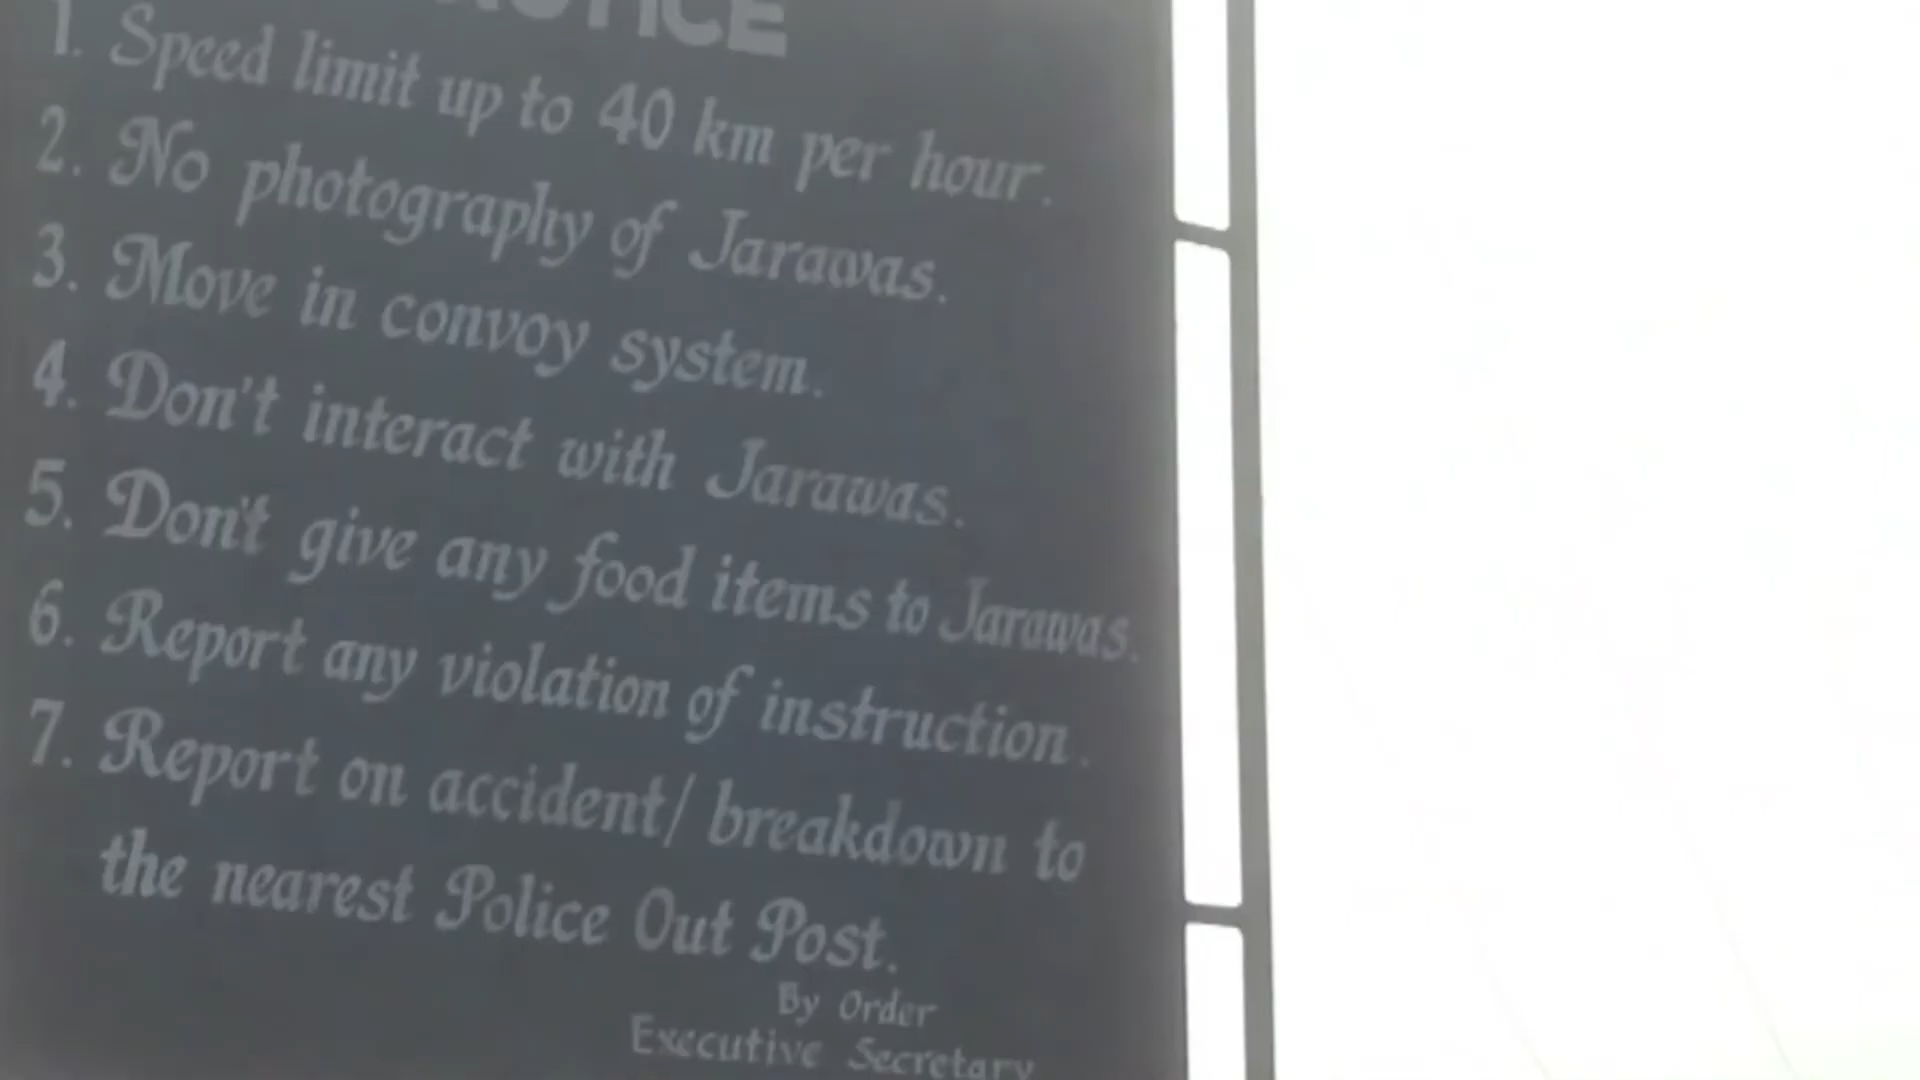 NOTICE
1. Speed limit up to 40 km per hour.
2. No photography of Jarawas.
3. Move in convoy system.
4. Don't interact with Jarawas.
5. Don't give any food items to Jarawas.
6. Report any violation of instruction.
7. Report on accident/ breakdown to
the nearest Police Out Post.
By Order
Executive Secretary